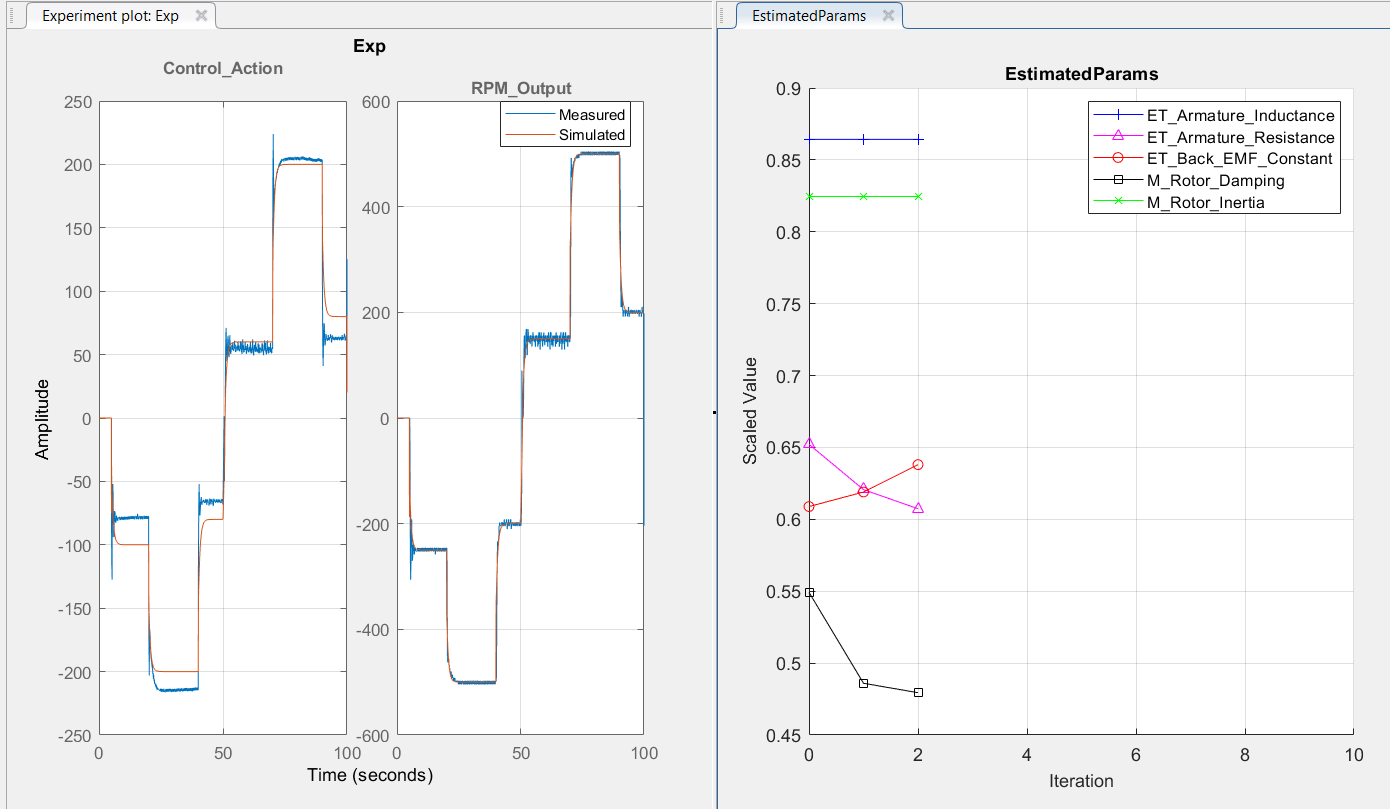 Experiment plot: Exp
Exp
Control_Action
250
200
150
100
50
0
-50
-100
-150
-200
-250
0
50
100
Amplitude
RPM_Output
Measured
Simulated
600
400
200
0
-200
-400
-600
0
50
100
Time (seconds)
EstimatedParams
EstimatedParams
ET_Armature_Inductance
ET_Armature_Resistance
ET_Back_EMF_Constant
M_Rotor_Damping
M_Rotor_Inertia
0.9
0.85
0.8
0.75
0.7
0.65
0.6
0.55
0.5
0.45
Scaled Value
0
2
4
6
8
10
Iteration